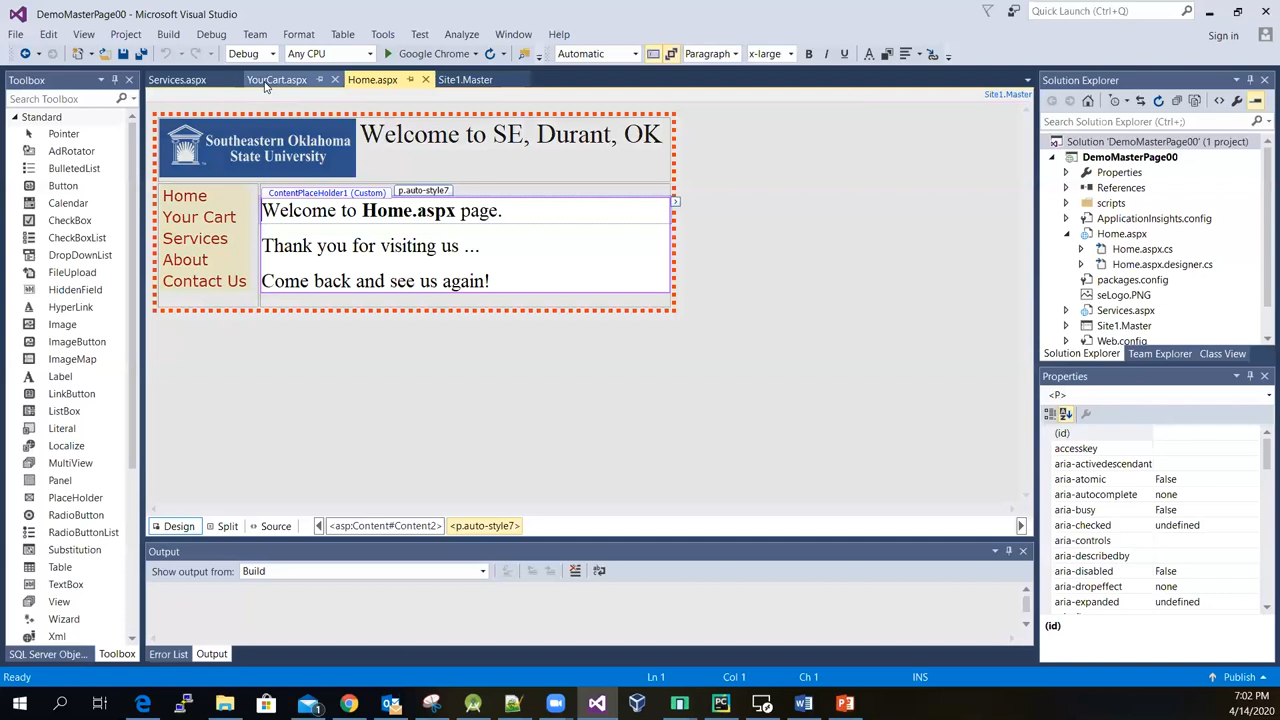 DemoMasterPage00 - Microsoft Visual Studio
Quick Launch (Ctrl+Q)
File Edit View Project Build Debug Team Format Table Tools Test Analyze Window Help
Sign in
Debug Any CPU Google Chrome Automatic Paragraph x-large B I U A
Toolbox
Services.aspx YourCart.aspx Home.aspx Site1.Master
Solution Explorer
Search Toolbox
Site1.Master
Search Solution Explorer (Ctrl+;)
Standard
Pointer
AdRotator
BulletedList
Button
Calendar
CheckBox
CheckBoxList
DropDownList
FileUpload
HiddenField
HyperLink
Image
ImageButton
ImageMap
Label
LinkButton
ListBox
Literal
Localize
MultiView
Panel
PlaceHolder
RadioButton
RadioButtonList
Substitution
Table
TextBox
View
Wizard
Xml
SQL Server Obje... Toolbox
Southeastern Oklahoma
State University
Welcome to SE, Durant, OK
Home
Your Cart
Services
About
Contact Us
ContentPlaceHolder1 (Custom) p.auto-style7
Welcome to Home.aspx page.
Thank you for visiting us ...
Come back and see us again!
Design Split Source <asp:Content#Content2> <p.auto-style7>
Output
Show output from: Build
Error List Output
Solution 'DemoMasterPage00' (1 project)
DemoMasterPage00
Properties
References
scripts
ApplicationInsights.config
Home.aspx
Home.aspx.cs
Home.aspx.designer.cs
packages.config
seLogo.PNG
Services.aspx
Site1.Master
Web.config
Solution Explorer Team Explorer Class View
Properties
<P>
(id)
accesskey
aria-activedescendant
aria-atomic False
aria-autocomplete none
aria-busy False
aria-checked undefined
aria-controls
aria-describedby
aria-disabled False
aria-dropeffect none
aria-expanded undefined
(id)
Ready Ln 1 Col 1 Ch 1 INS Publish
7:02 PM
4/14/2020